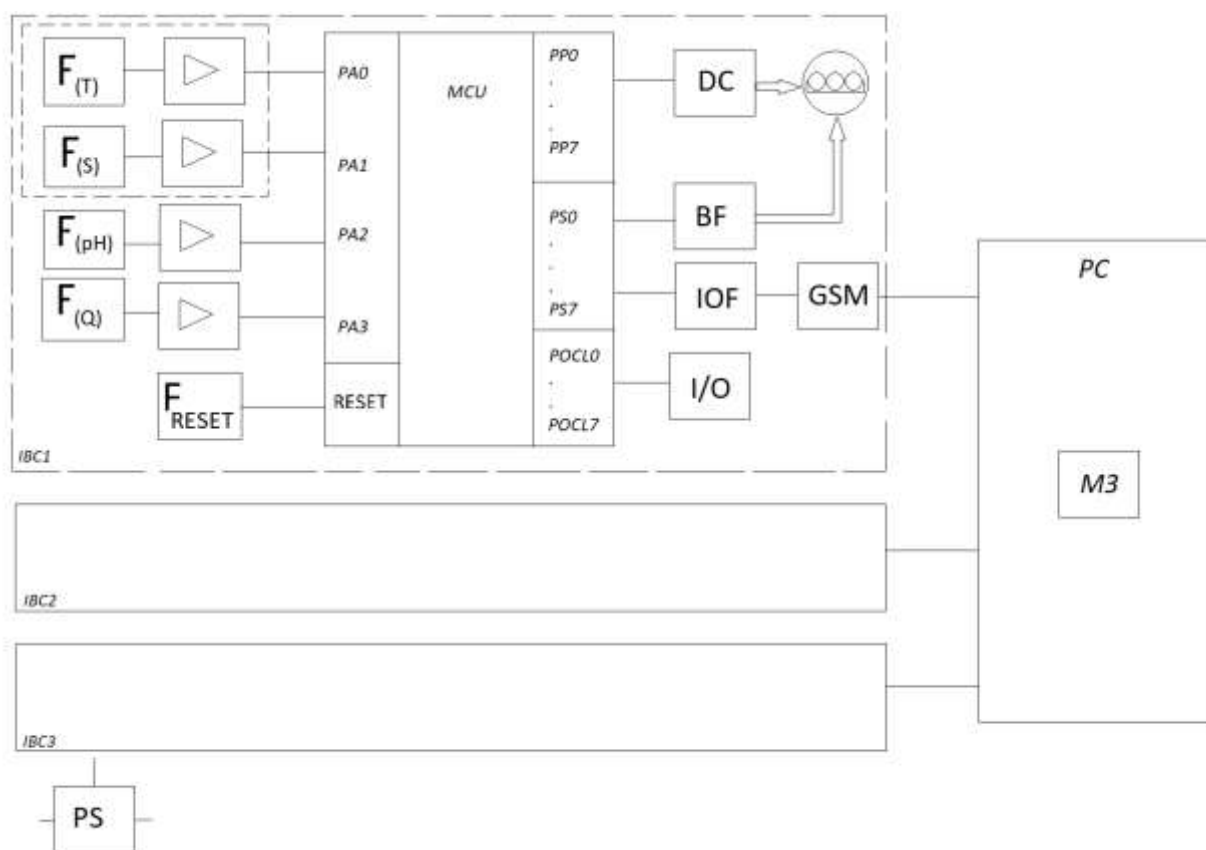 F(T)
F(S)
F(pH)
F(Q)
F RESET
PA0
PA1
PA2
PA3
RESET
MCU
PP0
.
.
.
PP7
PS0
.
.
.
PS7
POCL0
.
.
POCL7
DC
BF
IOF
GSM
I/O
IBC1
PC
M3
IBC2
IBC3
PS